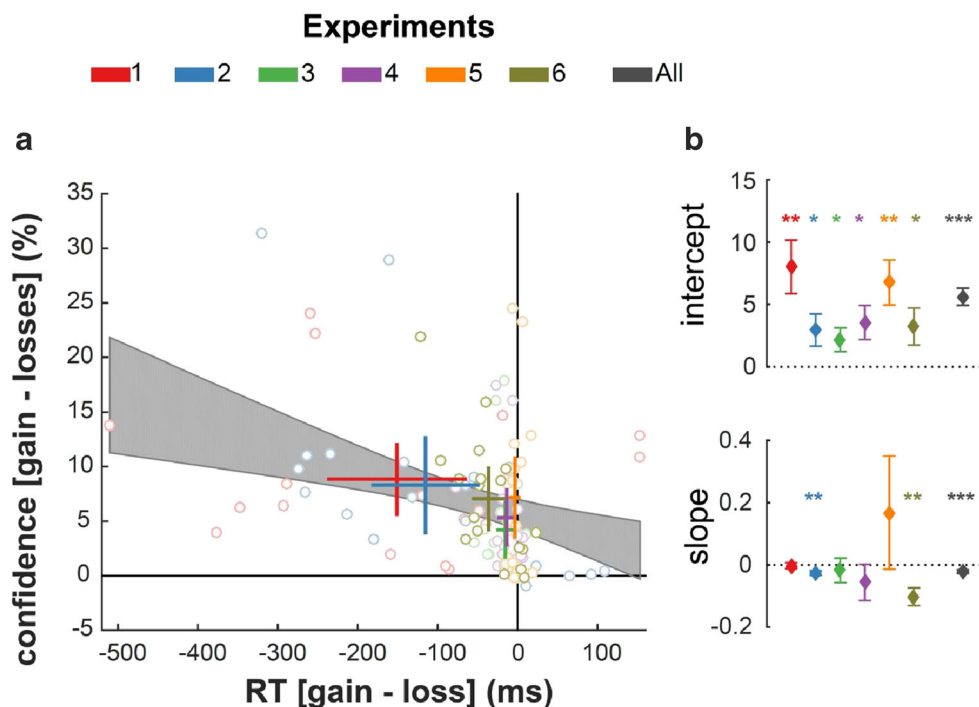 Experiments
1 2 3 4 5 6 All
a
confidence [gain - losses] (%)
35
30
25
20
15
10
5
0
-5
-500 -400 -300 -200 -100 0 100
RT [gain - loss] (ms)
b
intercept
15
10
5
0
** * * * ** * ***
slope
0.4
0.2
0
-0.2
** ** ***